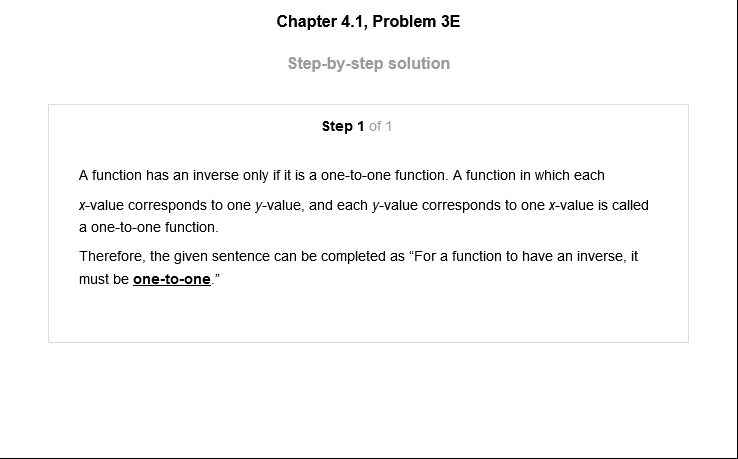 Chapter 4.1, Problem 3E
Step-by-step solution
Step 1 of 1
A function has an inverse only if it is a one-to-one function. A function in which each
x-value corresponds to one y-value, and each y-value corresponds to one x-value is called
a one-to-one function.
Therefore, the given sentence can be completed as “For a function to have an inverse, it
must be one-to-one.”